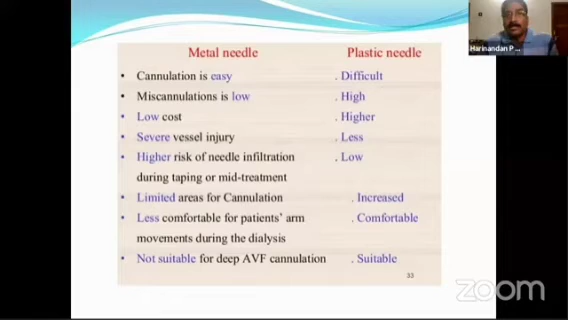 Harinandan P ...
Metal needle Plastic needle
• Cannulation is easy . Difficult
• Miscannulations is low . High
• Low cost . Higher
• Severe vessel injury . Less
• Higher risk of needle infiltration . Low
during taping or mid-treatment
• Limited areas for Cannulation . Increased
• Less comfortable for patients' arm . Comfortable
movements during the dialysis
• Not suitable for deep AVF cannulation . Suitable
33
zoom